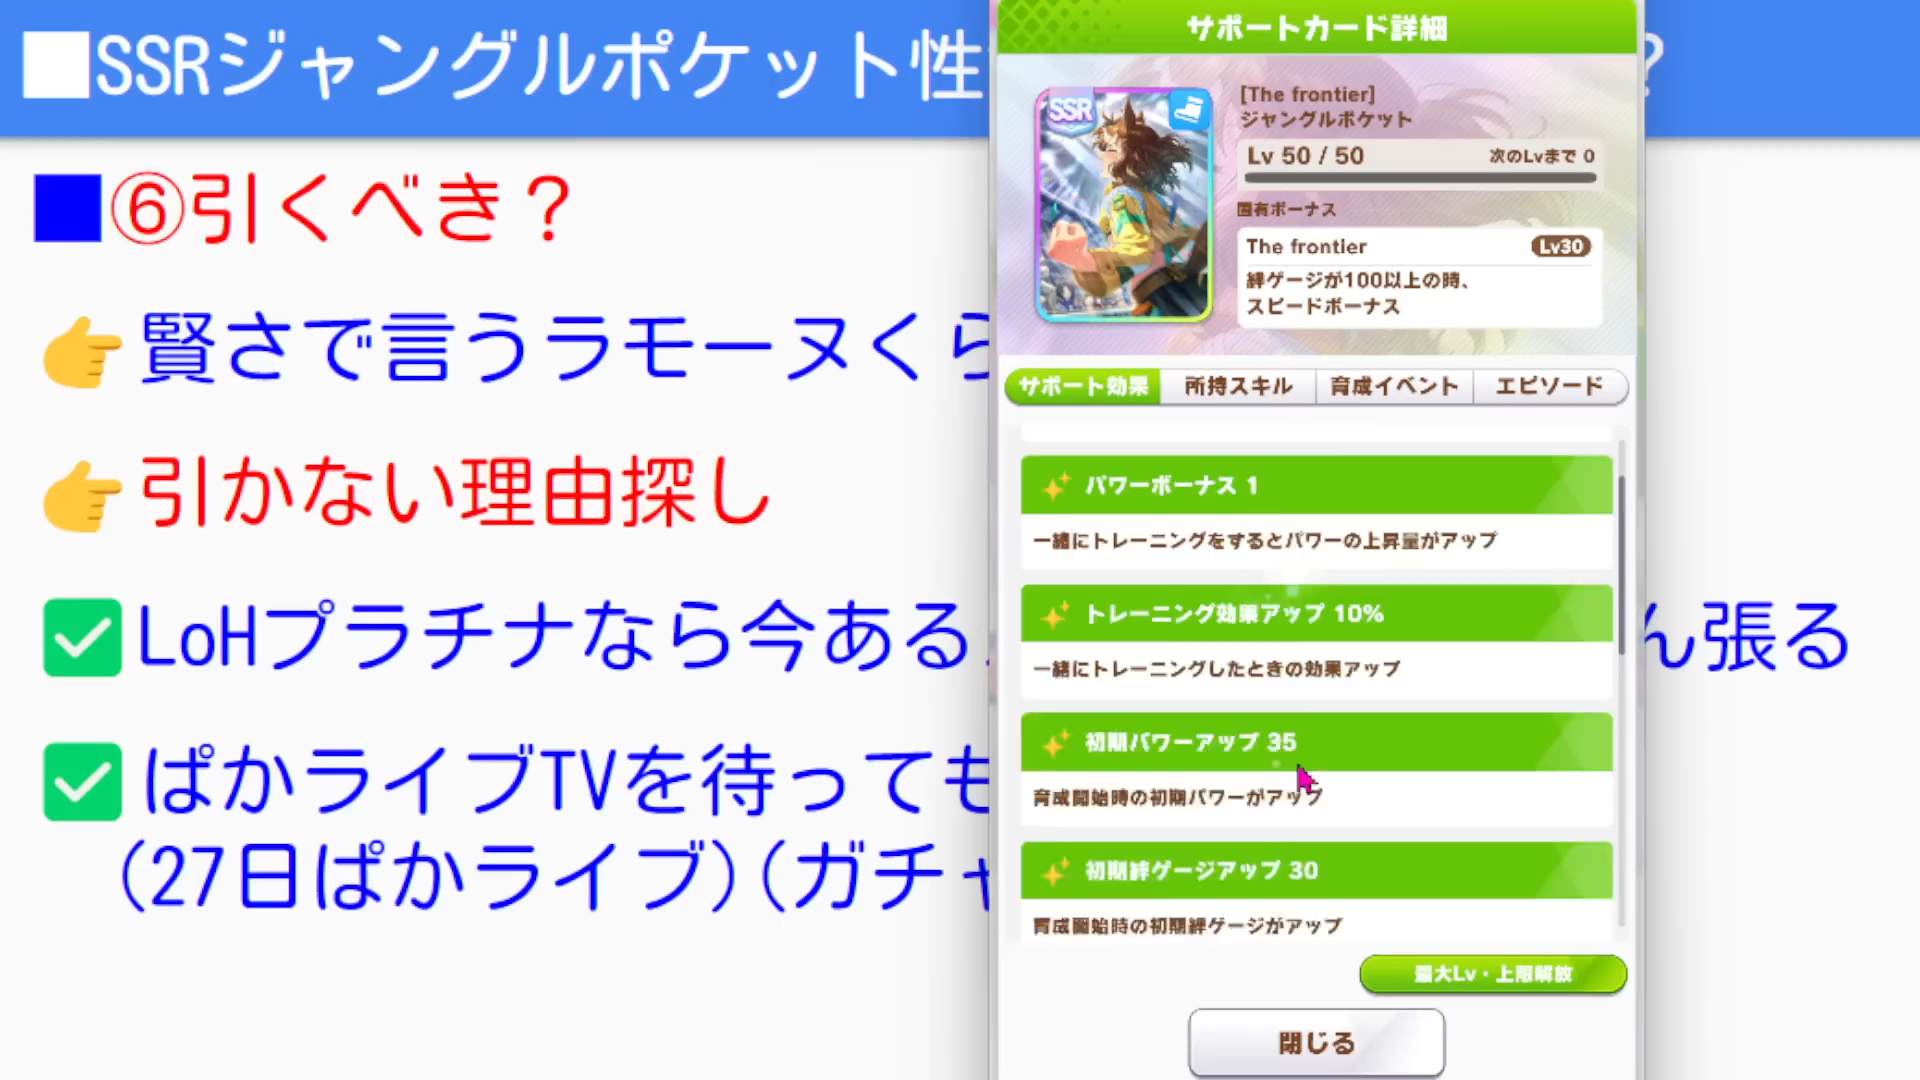 ■SSRジャングルポケット性
?
■⑥引くべき？
賢さで言うラモーヌくら
引かない理由探し
LoHプラチナなら今ある
ん張る
ぱかライブTVを待っても
(27日ぱかライブ)(ガチャ
サポートカード詳細
SSR
[The frontier]
ジャングルポケット
Lv 50 / 50
次のLvまで 0
固有ボーナス
The frontier
Lv30
絆ゲージが100以上の時、
スピードボーナス
サポート効果
所持スキル
育成イベント
エピソード
パワーボーナス 1
一緒にトレーニングをするとパワーの上昇量がアップ
トレーニング効果アップ 10%
一緒にトレーニングしたときの効果アップ
初期パワーアップ 35
育成開始時の初期パワーがアップ
初期絆ゲージアップ 30
育成開始時の初期絆ゲージがアップ
最大Lv・上限解放
閉じる